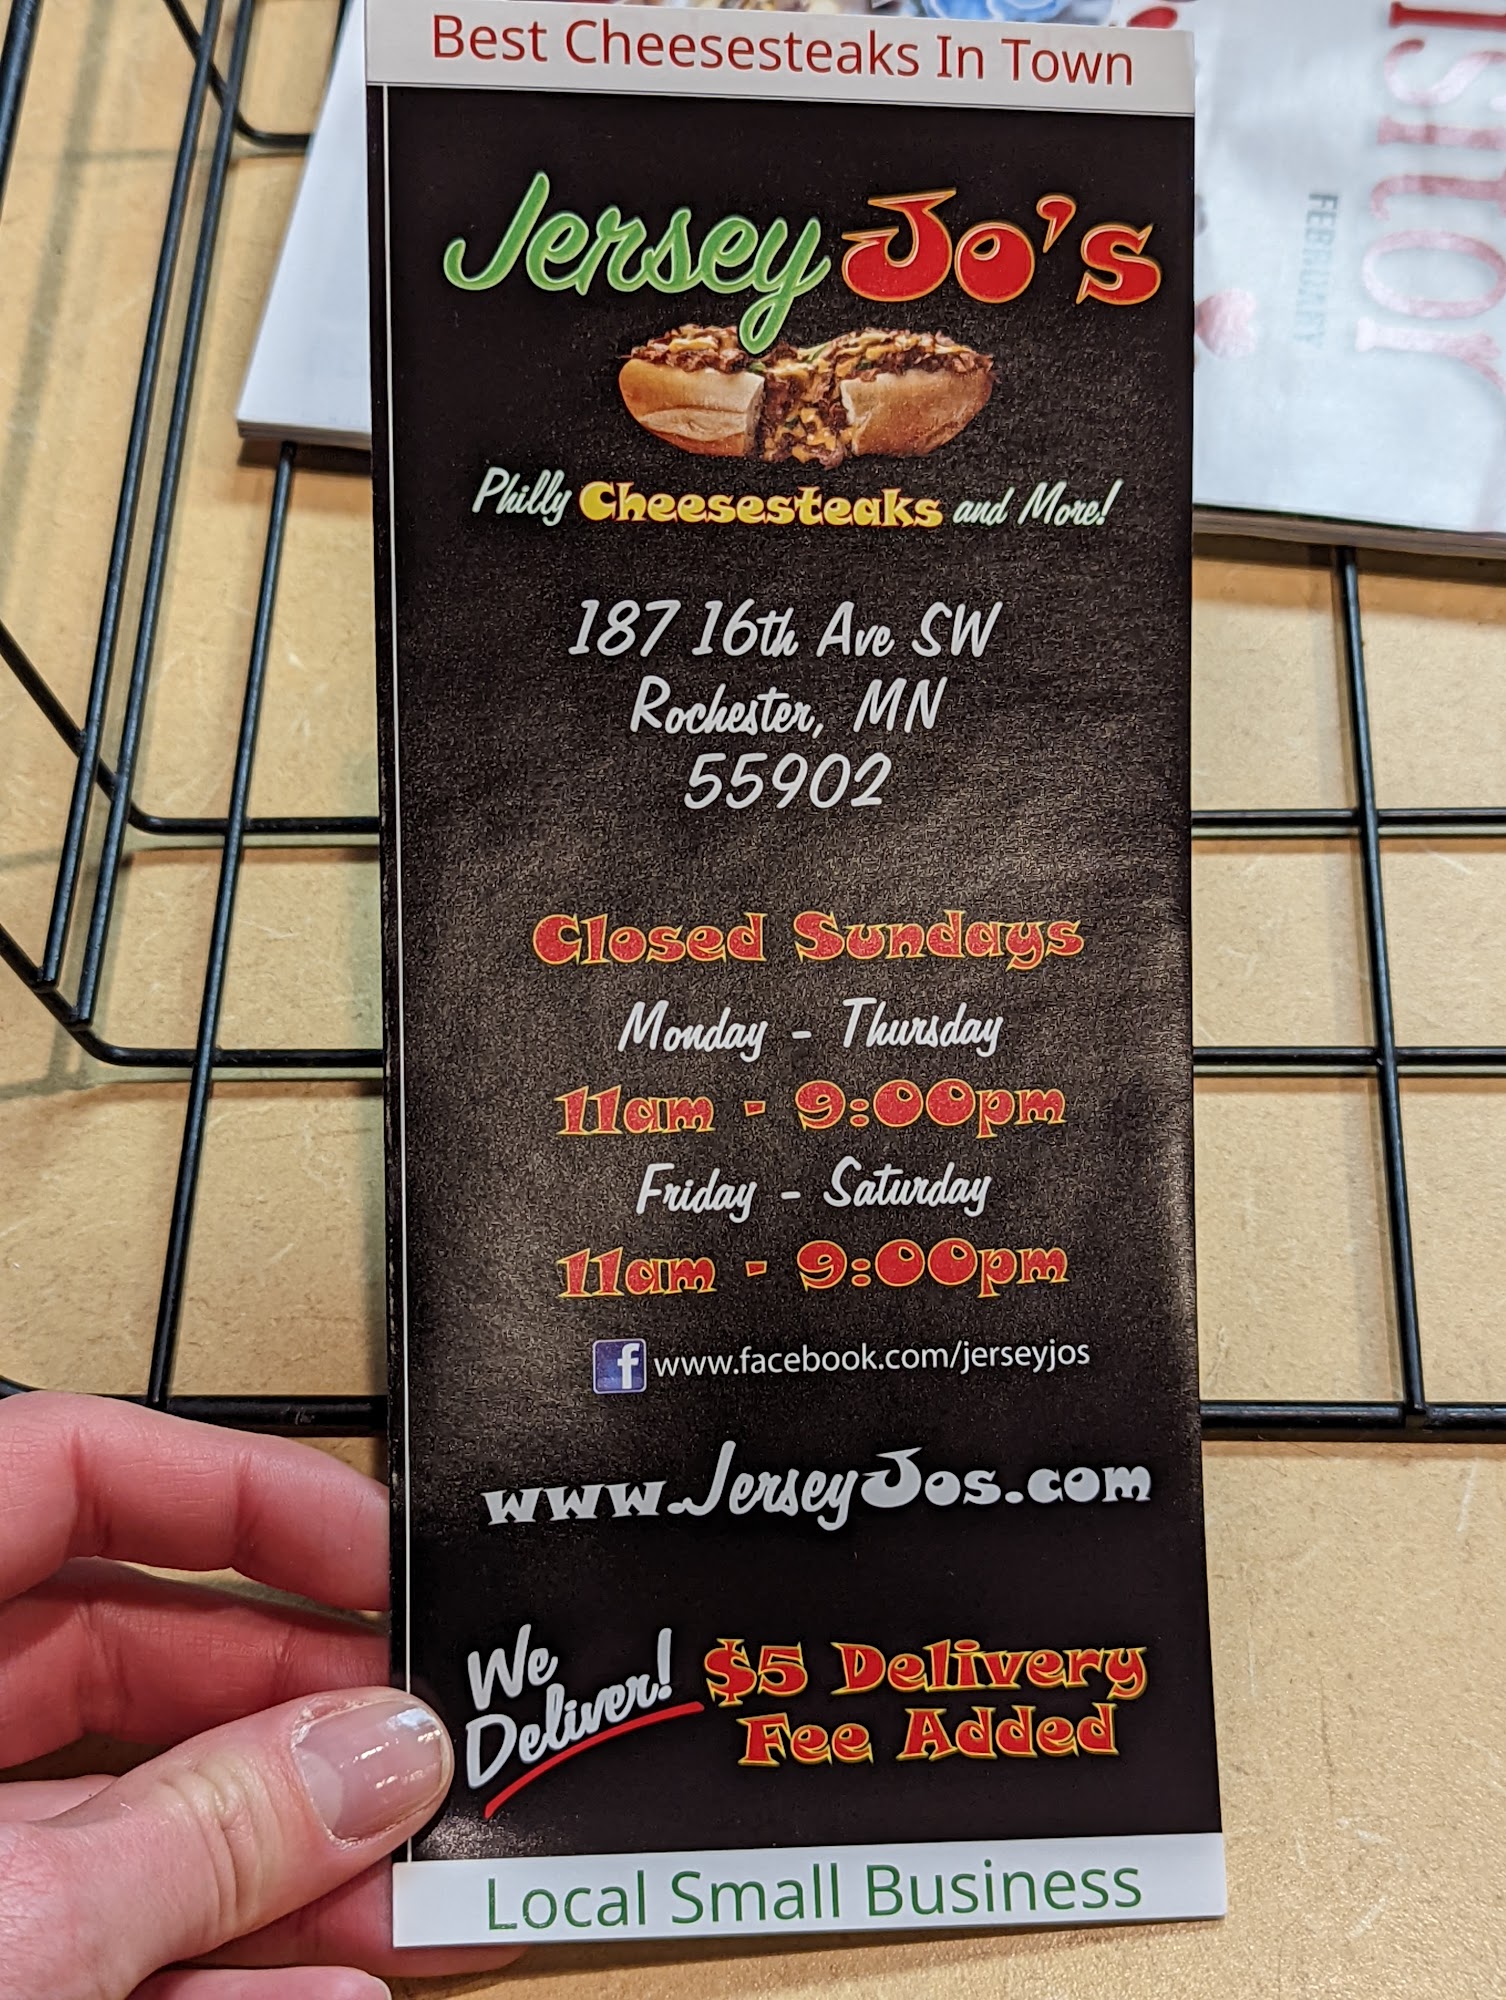 Best Cheesesteaks In Town
Jersey Jo's
Philly Cheesesteaks and More!
187 16th Ave SW
Rochester, MN
55902
Closed Sundays
Monday - Thursday
11am - 9:00pm
Friday - Saturday
11am - 9:00pm
f www.facebook.com/jerseyjos
www.JerseyJos.com
We Deliver!
$5 Delivery
Fee Added
Local Small Business
FEBRUARY